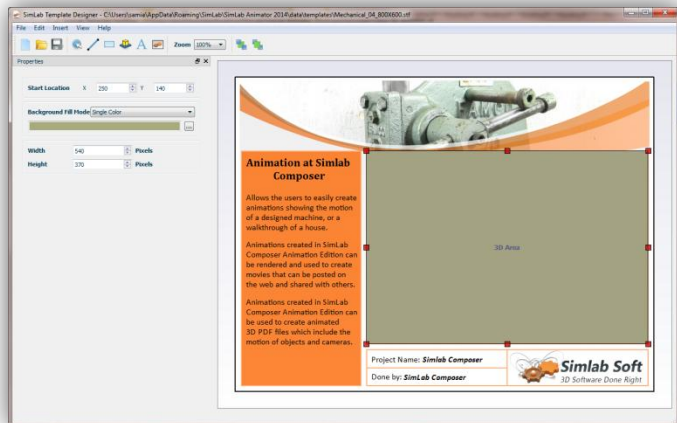 SimLab Template Designer - C:\Users\samia\AppData\Roaming\SimLab\SimLab Animator 2014\data\templates\Mechanical_04_800X600.stf
File Edit Insert View Help
Zoom 100%
Properties
Start Location X 250 Y 140
Background Fill Mode Single Color
...
Width 540 Pixels
Height 370 Pixels
Animation at Simlab
Composer
Allows the users to easily create
animations showing the motion
of a designed machine, or a
walkthrough of a house.
Animations created in SimLab
Composer Animation Edition can
be rendered and used to create
movies that can be posted on
the web and shared with others.
Animations created in SimLab
Composer Animation Edition can
be used to create animated
3D PDF files which include the
motion of objects and cameras.
3D Area
Project Name: Simlab Composer
Done by: SimLab Composer
Simlab Soft
3D Software Done Right